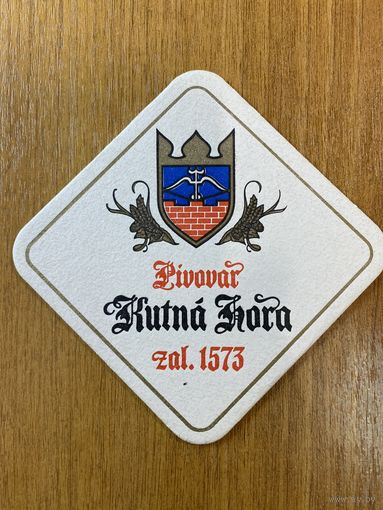 Pivovar
Kutná Hora
zal. 1573